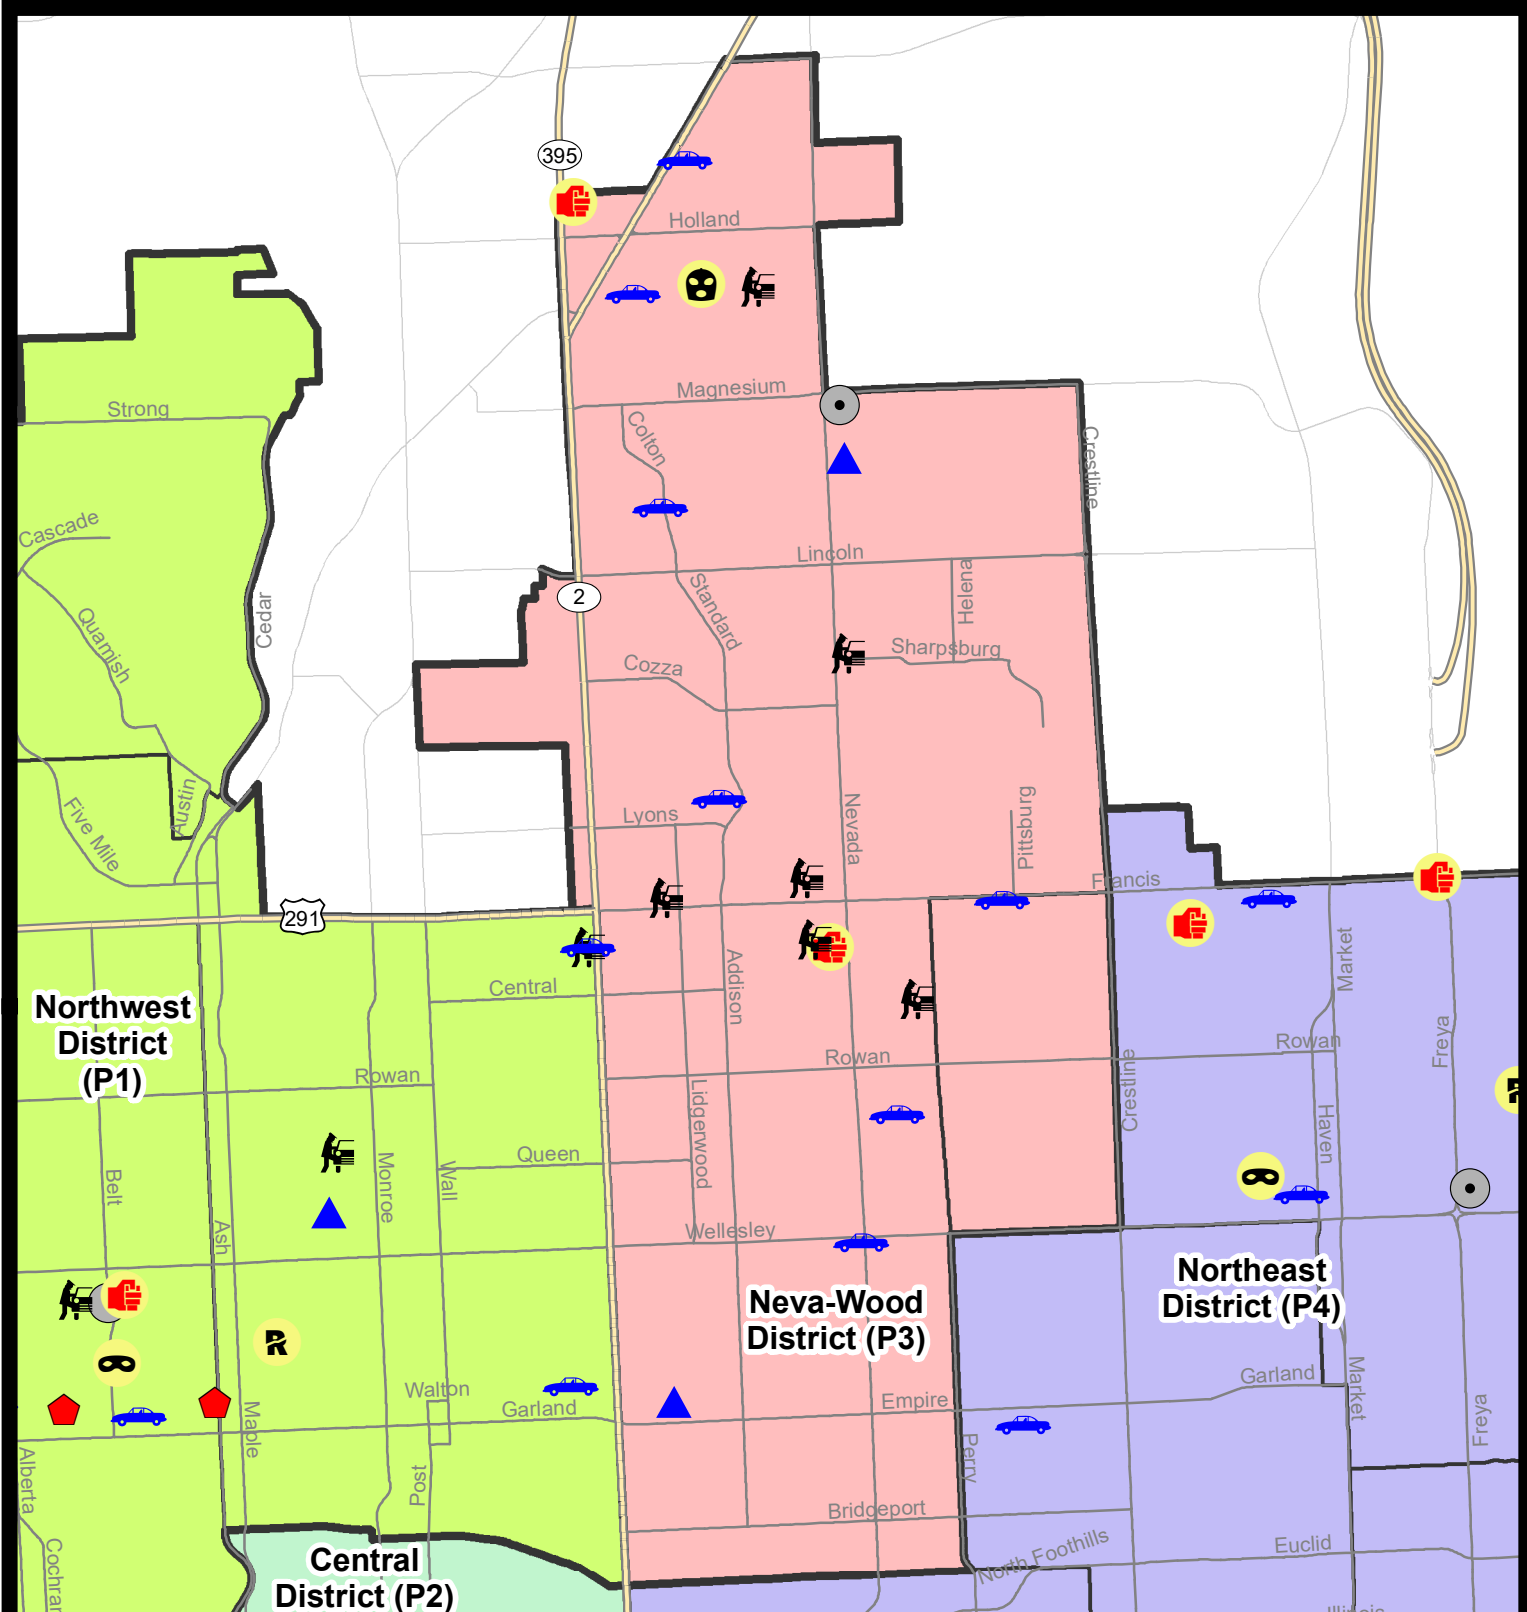 395
Holland
Magnesium
Colton
Crestline
Strong
Cascade
Lincoln
Helena
Standard
2
Quamish
Cedar
Sharpsburg
Cozza
Austin
Five Mile
Lyons
Nevada
Pittsburg
Francis
291
Central
Addison
Market
Northwest
District
(P1)
Rowan
Rowan
Rowan
Freya
Crestline
Lidgerwood
Haven
Queen
Belt
Monroe
Wall
Ash
Wellesley
R
Northeast
District (P4)
Neva-Wood
District (P3)
R
Walton
Garland
Empire
Garland
Market
Freya
Maple
Perry
Alberta
Post
Bridgeport
North Foothills
Euclid
Cochran
Central
District (P2)